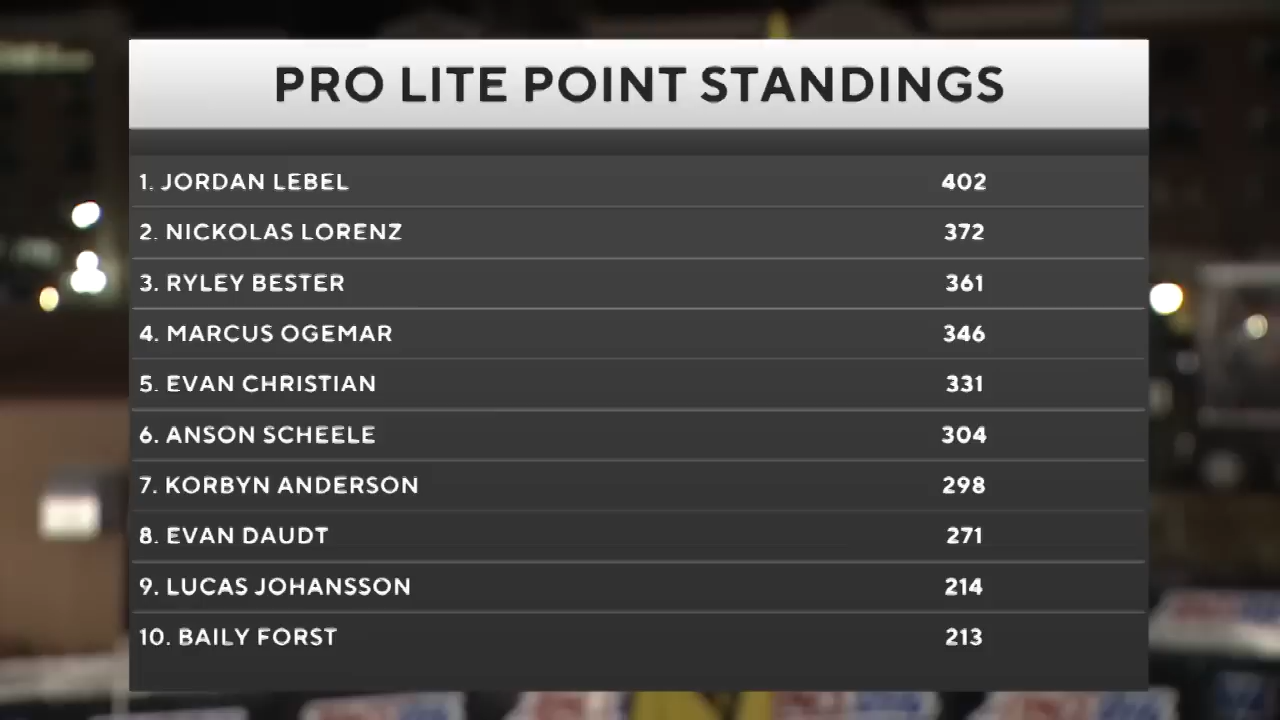 PRO LITE POINT STANDINGS
1. JORDAN LEBEL 402
2. NICKOLAS LORENZ 372
3. RYLEY BESTER 361
4. MARCUS OGEMAR 346
5. EVAN CHRISTIAN 331
6. ANSON SCHEELE 304
7. KORBYN ANDERSON 298
8. EVAN DAUDT 271
9. LUCAS JOHANSSON 214
10. BAILY FORST 213